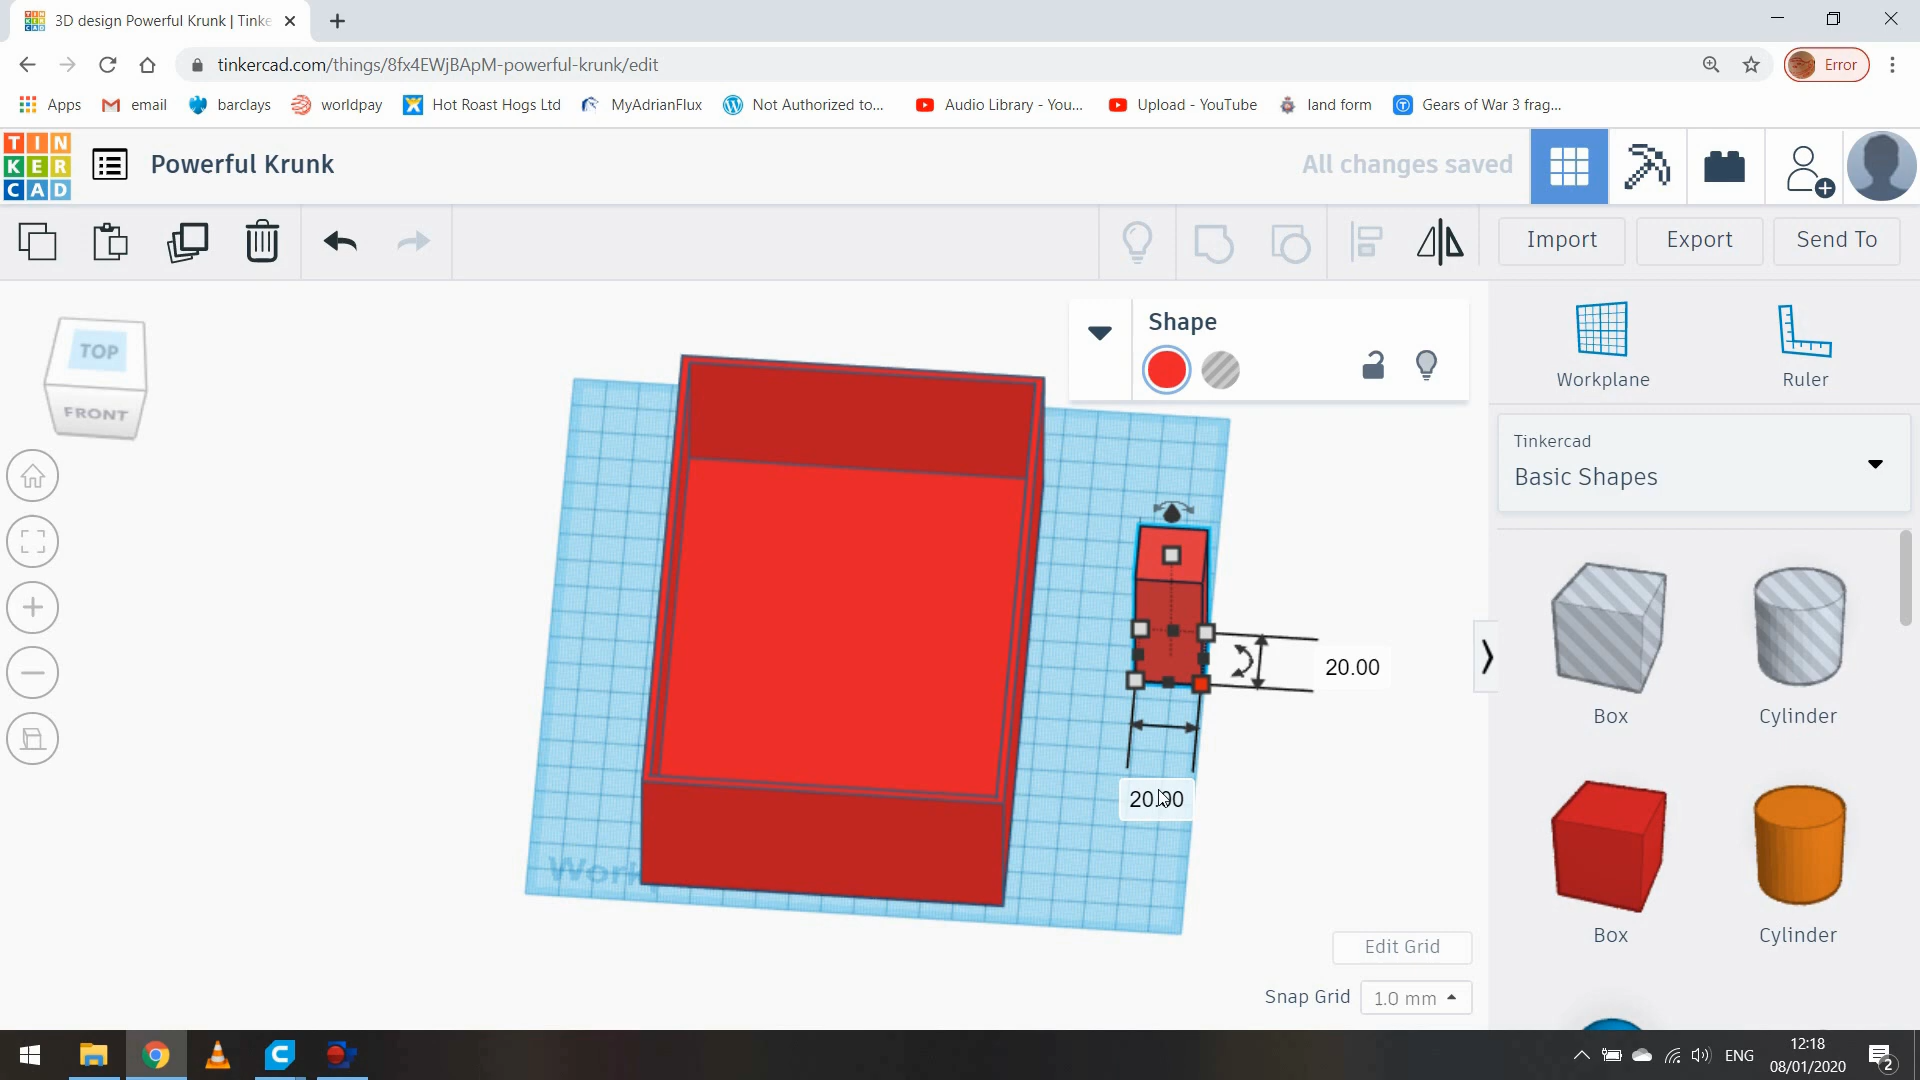 3D design Powerful Krunk | Tinke
tinkercad.com/things/8fx4EWjBApM-powerful-krunk/edit
Error
Apps
email
barclays
worldpay
Hot Roast Hogs Ltd
MyAdrianFlux
Not Authorized to...
Audio Library - You...
Upload - YouTube
land form
Gears of War 3 frag...
TIN
KER
CAD
Powerful Krunk
All changes saved
Import
Export
Send To
TOP
FRONT
Shape
Workplane
Ruler
Tinkercad
Basic Shapes
20.00
20.00
Box
Cylinder
Box
Cylinder
Edit Grid
Snap Grid
1.0 mm
ENG
12:18
08/01/2020
2